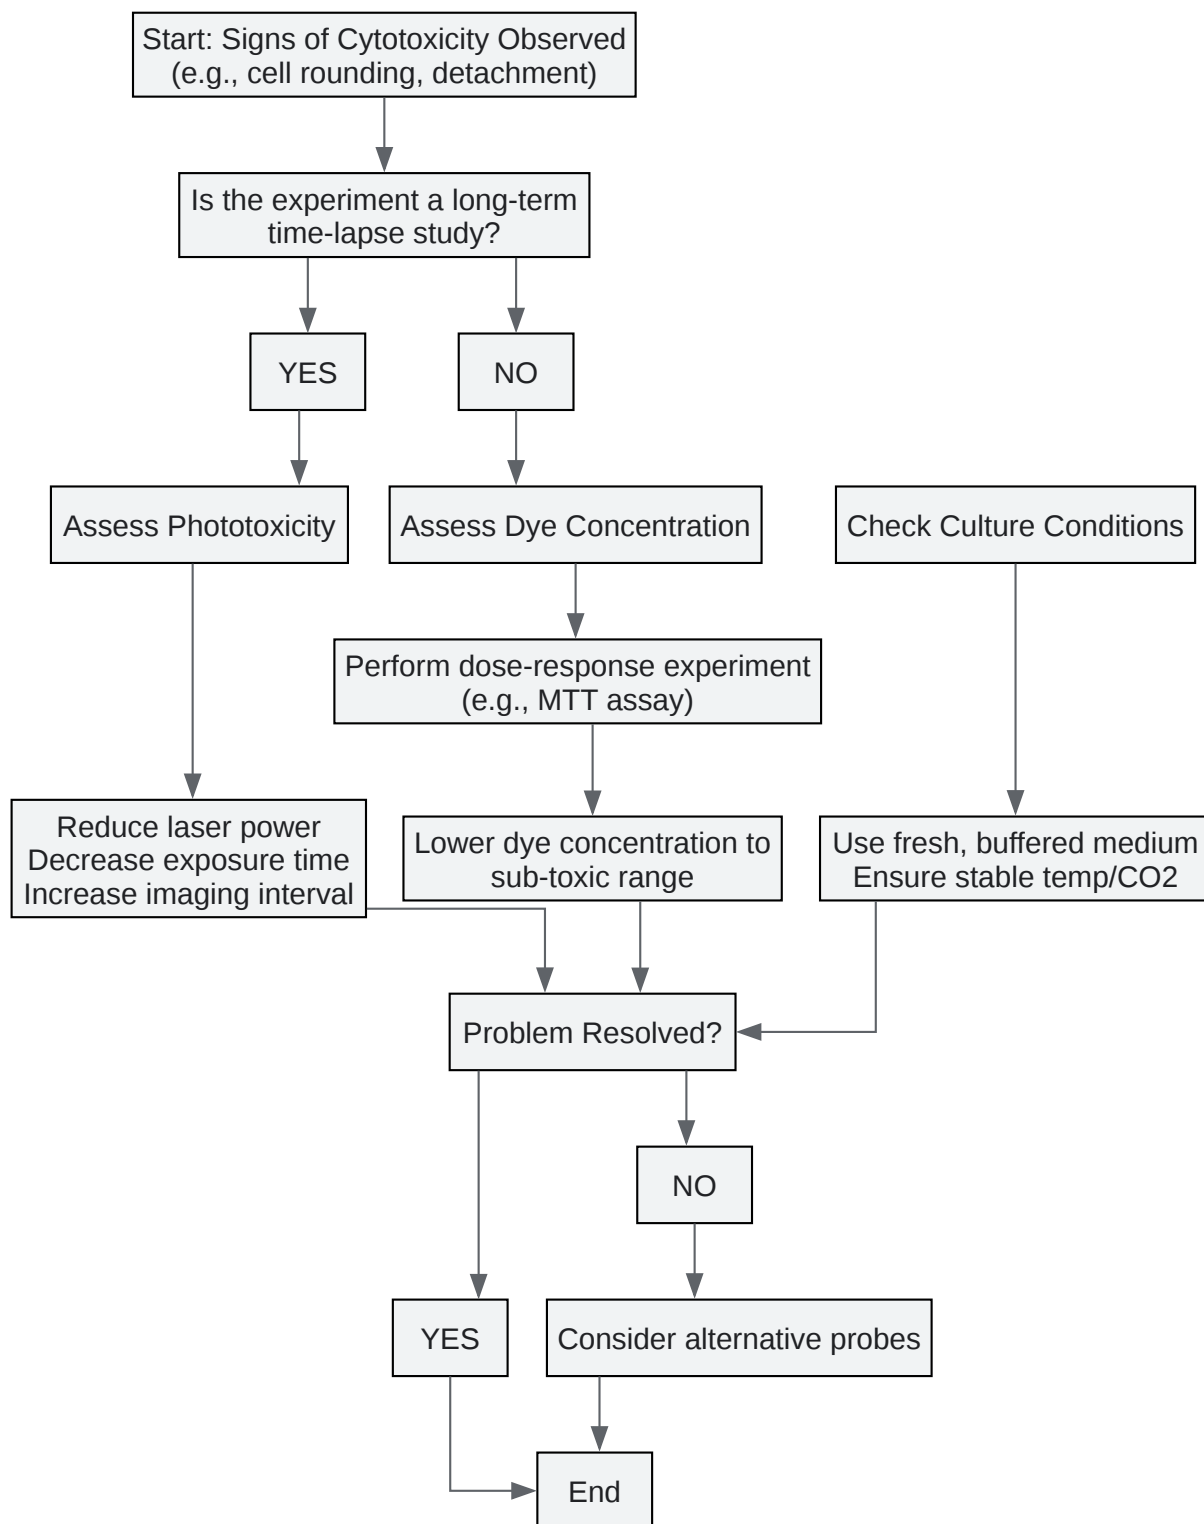 Start: Signs of Cytotoxicity Observed
(e.g., cell rounding, detachment)
Is the experiment a long-term
time-lapse study?
YES
NO
Assess Phototoxicity
Assess Dye Concentration
Check Culture Conditions
Perform dose-response experiment
(e.g., MTT assay)
Reduce laser power
Decrease exposure time
Increase imaging interval
Lower dye concentration to
sub-toxic range
Use fresh, buffered medium
Ensure stable temp/CO2
Problem Resolved?
NO
YES
Consider alternative probes
End